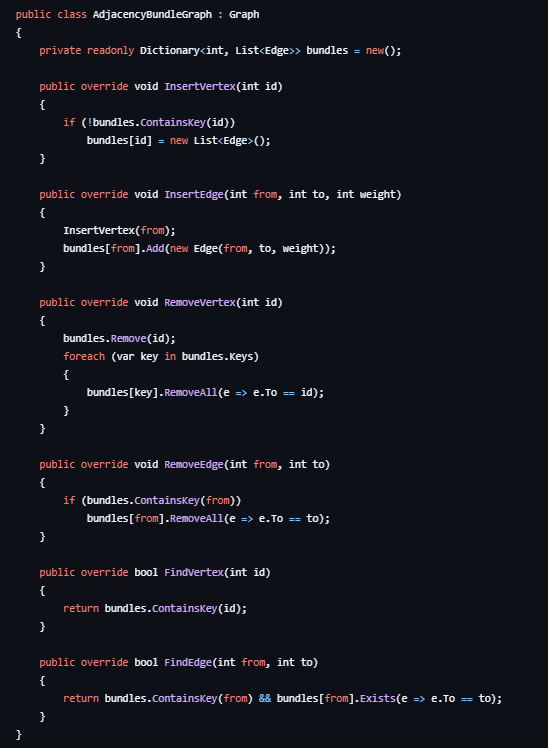 public class AdjacencyBundleGraph : Graph
{
    private readonly Dictionary<int, List<Edge>> bundles = new();

    public override void InsertVertex(int id)
    {
        if (!bundles.ContainsKey(id))
            bundles[id] = new List<Edge>();
    }

    public override void InsertEdge(int from, int to, int weight)
    {
        InsertVertex(from);
        bundles[from].Add(new Edge(from, to, weight));
    }

    public override void RemoveVertex(int id)
    {
        bundles.Remove(id);
        foreach (var key in bundles.Keys)
        {
            bundles[key].RemoveAll(e => e.To == id);
        }
    }

    public override void RemoveEdge(int from, int to)
    {
        if (bundles.ContainsKey(from))
            bundles[from].RemoveAll(e => e.To == to);
    }

    public override bool FindVertex(int id)
    {
        return bundles.ContainsKey(id);
    }

    public override bool FindEdge(int from, int to)
    {
        return bundles.ContainsKey(from) && bundles[from].Exists(e => e.To == to);
    }
}